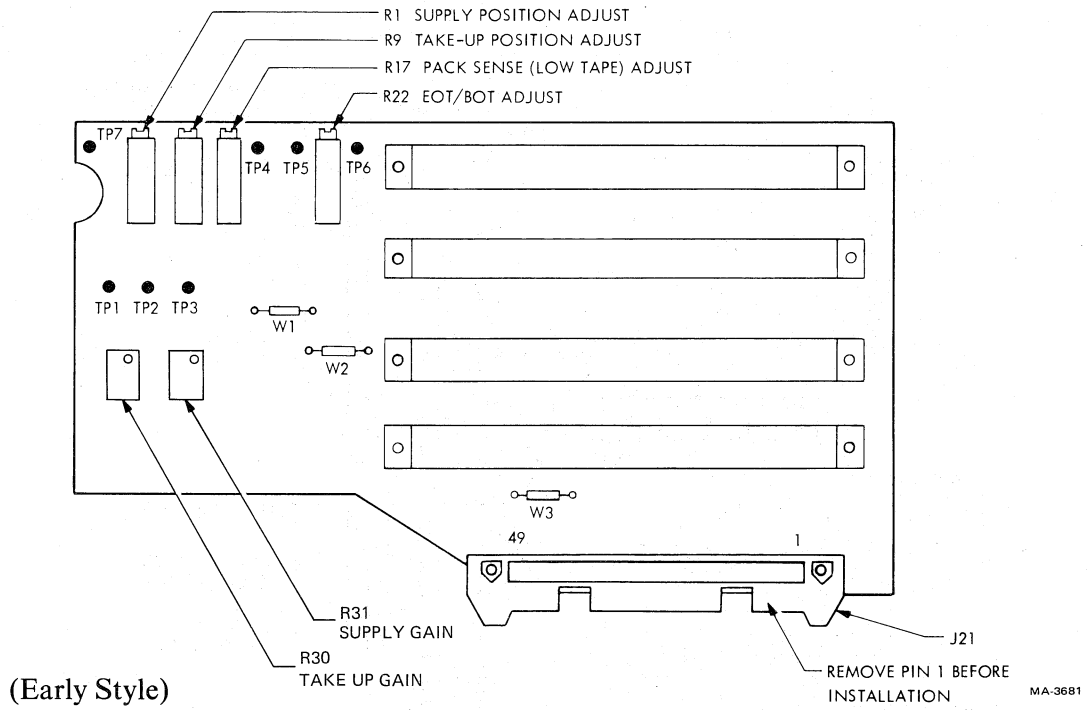 R1 SUPPLY POSITION ADJUST
R9 TAKE-UP POSITION ADJUST
R17 PACK SENSE (LOW TAPE) ADJUST
R22 EOT/BOT ADJUST
TP7
TP4 TP5 TP6
TP1 TP2 TP3
W1
W2
W3
49 1
R31
SUPPLY GAIN
R30
TAKE UP GAIN
J21
REMOVE PIN 1 BEFORE
INSTALLATION
(Early Style)
MA-3681